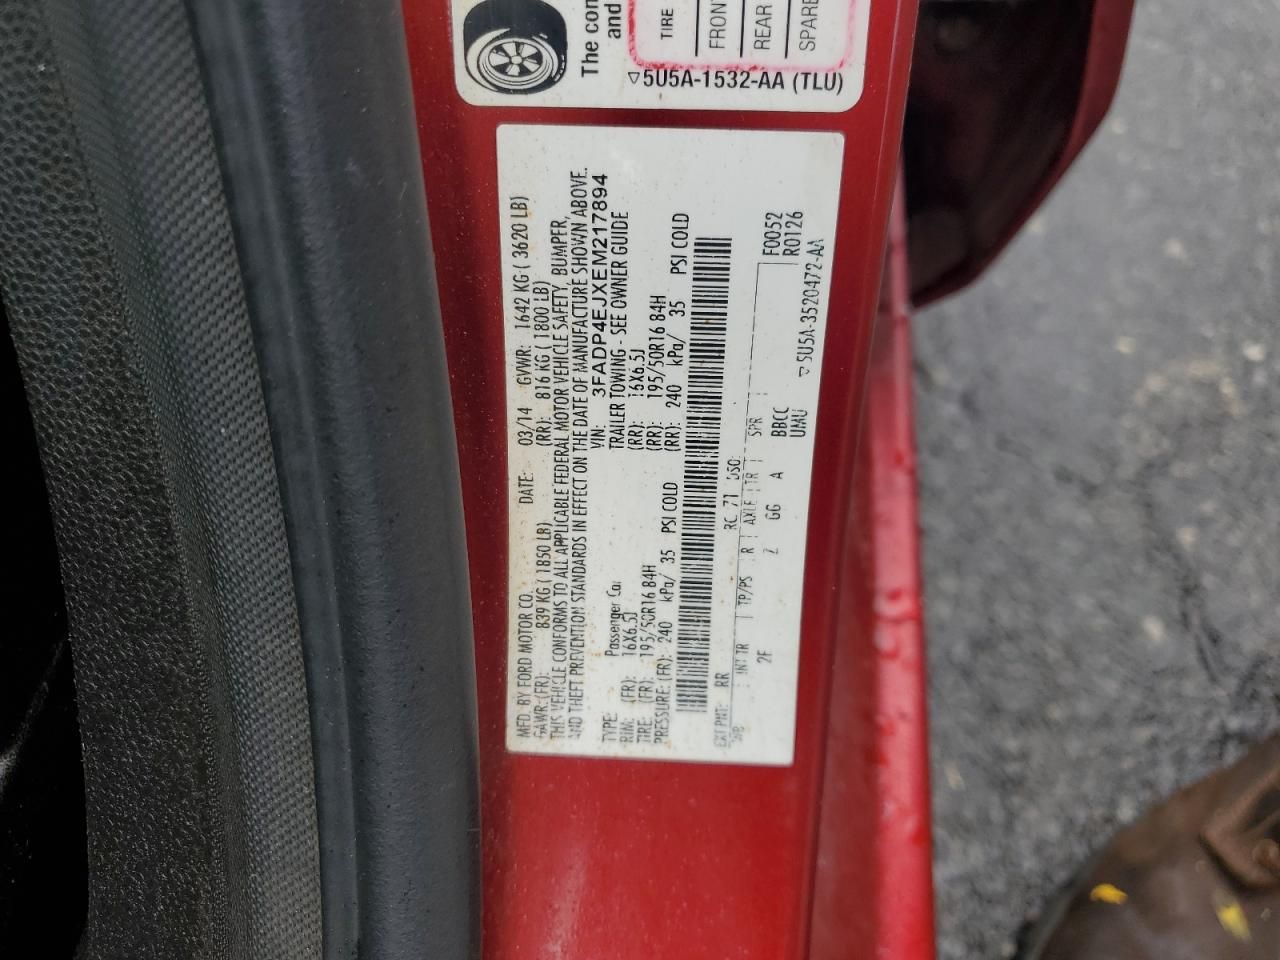 The con
and
TIRE
FRONT
REAR
SPARE
5U5A-1532-AA (TLU)
MFD. BY FORD MOTOR CO. DATE: 03/14 GVWR: 1642 KG ( 3620 LB)
GAWR:(FR): 839 KG ( 1850 LB) (RR): 816 KG ( 1800 LB)
THIS VEHICLE CONFORMS TO ALL APPLICABLE FEDERAL MOTOR VEHICLE SAFETY, BUMPER,
AND THEFT PREVENTION STANDARDS IN EFFECT ON THE DATE OF MANUFACTURE SHOWN ABOVE.
VIN: 3FADP4EJXEM217894
TYPE: Passenger Car TRAILER TOWING - SEE OWNER GUIDE
RIM: (FR): 16X6.5J (RR): 16X6.5J
TIRE: (FR): 195/50R16 84H (RR): 195/50R16 84H
PRESSURE: (FR): 240 kPa/ 35 PSI COLD (RR): 240 kPa/ 35 PSI COLD
EXT PNT: RR RC: 71 DSO:
INT TR TP/PS R AXLE TR SPR
2F Z GG A BBCC F0052
UMU R0126
5U5A-3520472-AA